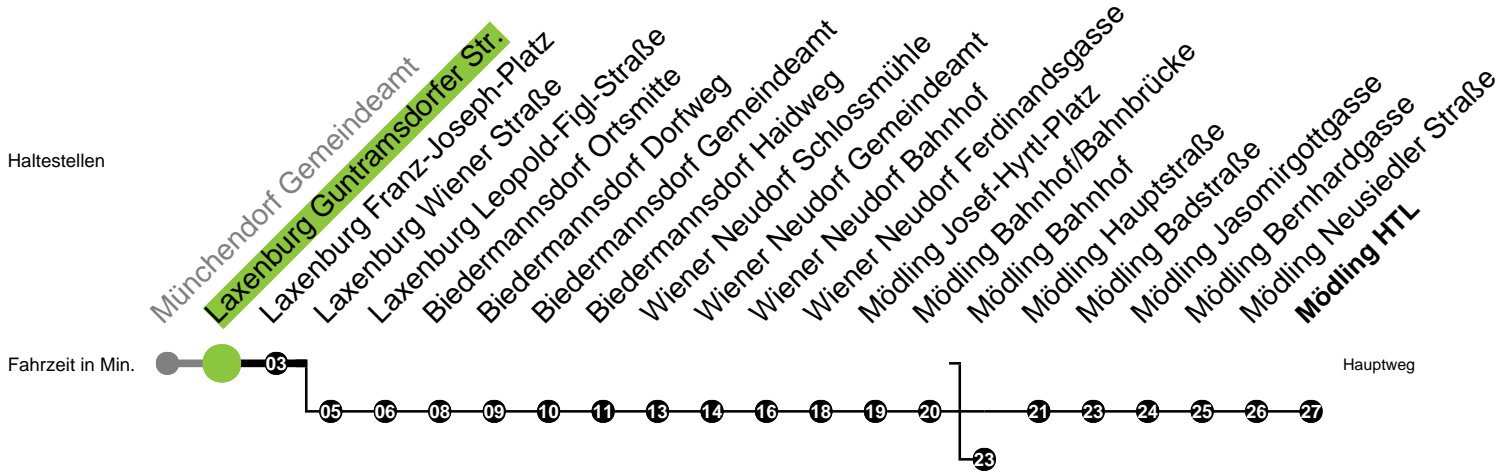 Haltestellen
Münchendorf Gemeindeamt
Laxenburg Guntramsdorfer Str.
Laxenburg Franz-Joseph-Platz
Laxenburg Wiener Straße
Laxenburg Leopold-Figl-Straße
Biedermannsdorf Ortsmitte
Biedermannsdorf Dorfweg
Biedermannsdorf Gemeindeamt
Biedermannsdorf Haidweg
Wiener Neudorf Schlossmühle
Wiener Neudorf Gemeindeamt
Wiener Neudorf Bahnhof
Wiener Neudorf Ferdinandsgasse
Mödling Josef-Hyrtl-Platz
Mödling Bahnhof/Bahnbrücke
Mödling Bahnhof
Mödling Hauptstraße
Mödling Badstraße
Mödling Jasomirgottgasse
Mödling Bernhardgasse
Mödling Neusiedler Straße
Mödling HTL
Fahrzeit in Min.
03
Hauptweg
05 06 08 09 10 11 13 14 16 18 19 20 21 23 24 25 26 27
23